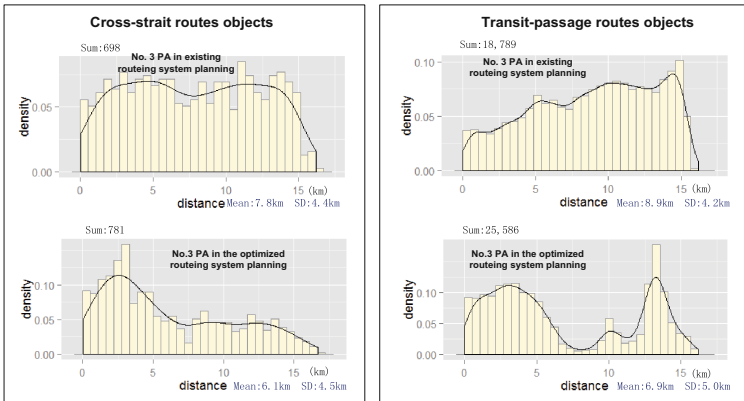 Cross-strait routes objects
Sum:698
No. 3 PA in existing
routeing system planning
density
0.05
0.00
0
5
10
15
(km)
distance
Mean:7.8km SD:4.4km
Sum:781
No.3 PA in the optimized
routeing system planning
density
0.10
0.05
0.00
0
5
10
15
(km)
distance
Mean:6.1km SD:4.5km
Transit-passage routes objects
Sum:18,789
No. 3 PA in existing
routeing system planning
density
0.10
0.05
0.00
0
5
10
15
(km)
distance
Mean:8.9km SD:4.2km
Sum:25,586
No.3 PA in the optimized
routeing system planning
density
0.10
0.05
0.00
0
5
10
15
(km)
distance
Mean:6.9km SD:5.0km